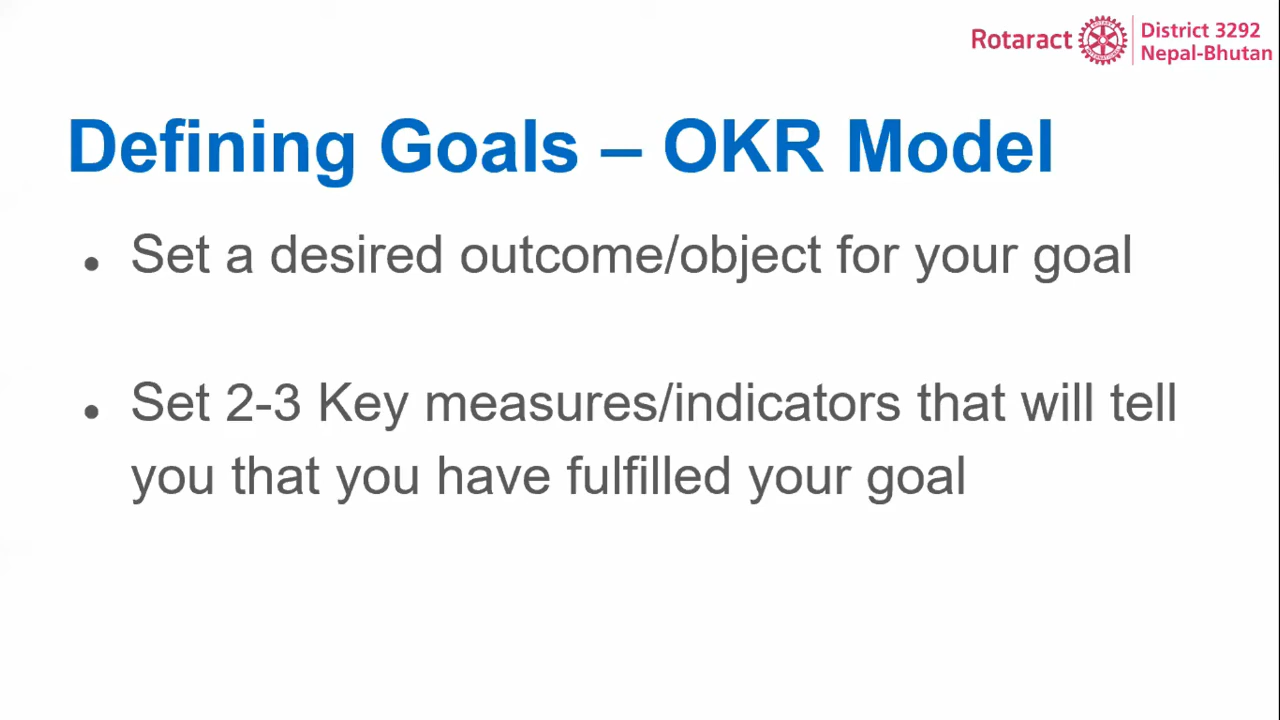 Rotaract
District 3292
Nepal-Bhutan
Defining Goals – OKR Model
• Set a desired outcome/object for your goal
• Set 2-3 Key measures/indicators that will tell
you that you have fulfilled your goal